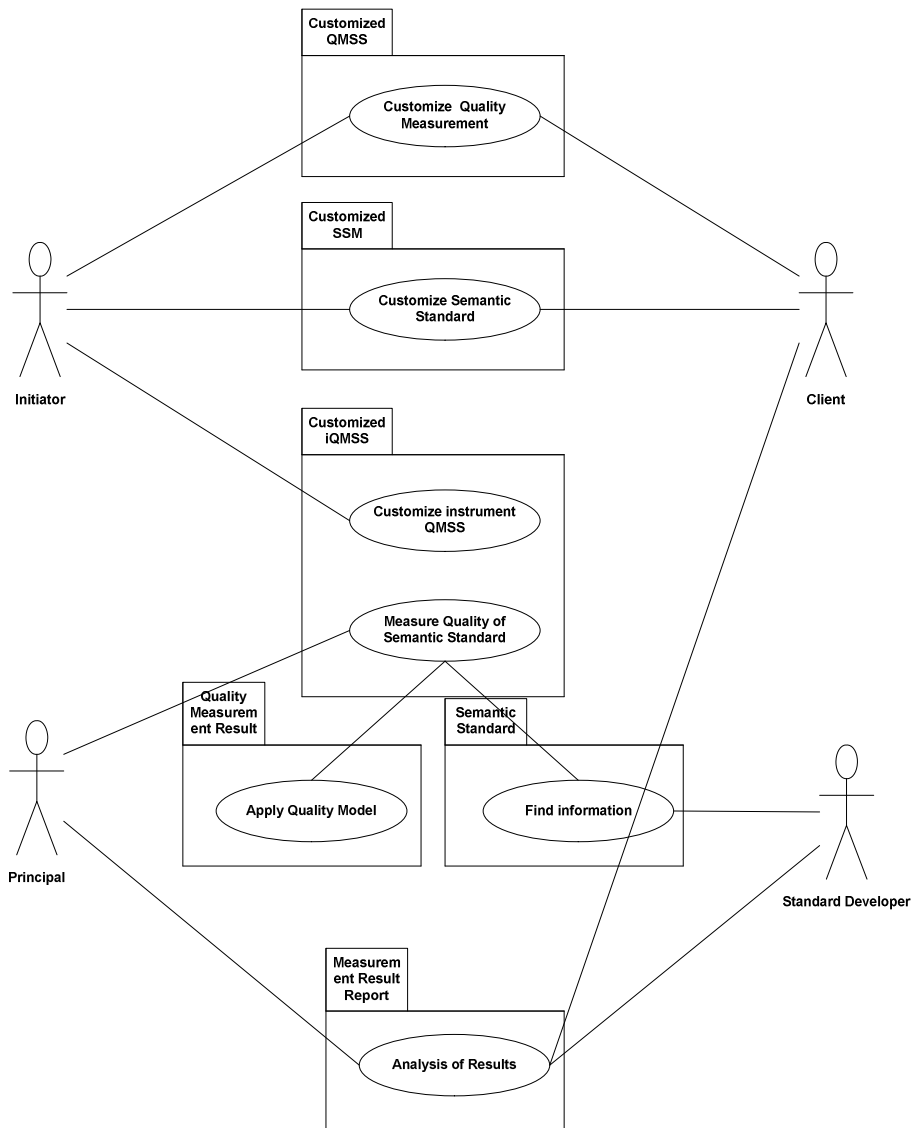 Customized
QMSS
Customize Quality
Measurement
Customized
SSM
Customize Semantic
Standard
Initiator
Client
Customized
iQMSS
Customize instrument
QMSS
Measure Quality of
Semantic Standard
Quality
Measurem
ent Result
Semantic
Standard
Apply Quality Model
Find information
Principal
Standard Developer
Measurem
ent Result
Report
Analysis of Results